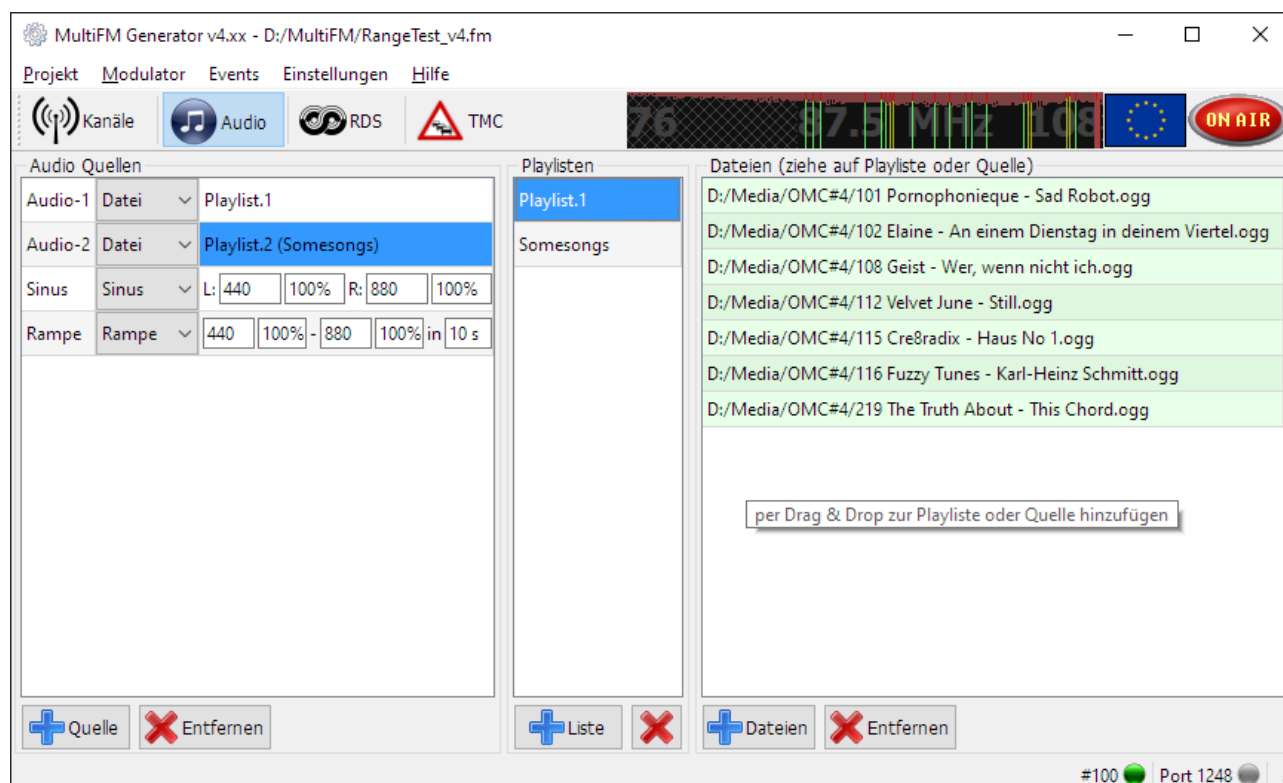 MultiFM Generator v4.xx - D:/MultiFM/RangeTest_v4.fm
Projekt Modulator Events Einstellungen Hilfe
Kanäle Audio RDS TMC 76 87.5 MHz 108 ON AIR
Audio Quellen
Audio-1 Datei Playlist.1
Audio-2 Datei Playlist.2 (Somesongs)
Sinus Sinus L: 440 100% R: 880 100%
Rampe Rampe 440 100% - 880 100% in 10 s
Quelle Entfernen
Playlisten
Playlist.1
Somesongs
Liste
Dateien (ziehe auf Playliste oder Quelle)
D:/Media/OMC#4/101 Pornophonieque - Sad Robot.ogg
D:/Media/OMC#4/102 Elaine - An einem Dienstag in deinem Viertel.ogg
D:/Media/OMC#4/108 Geist - Wer, wenn nicht ich.ogg
D:/Media/OMC#4/112 Velvet June - Still.ogg
D:/Media/OMC#4/115 Cre8radix - Haus No 1.ogg
D:/Media/OMC#4/116 Fuzzy Tunes - Karl-Heinz Schmitt.ogg
D:/Media/OMC#4/219 The Truth About - This Chord.ogg
per Drag & Drop zur Playliste oder Quelle hinzufügen
Dateien Entfernen
#100 Port 1248